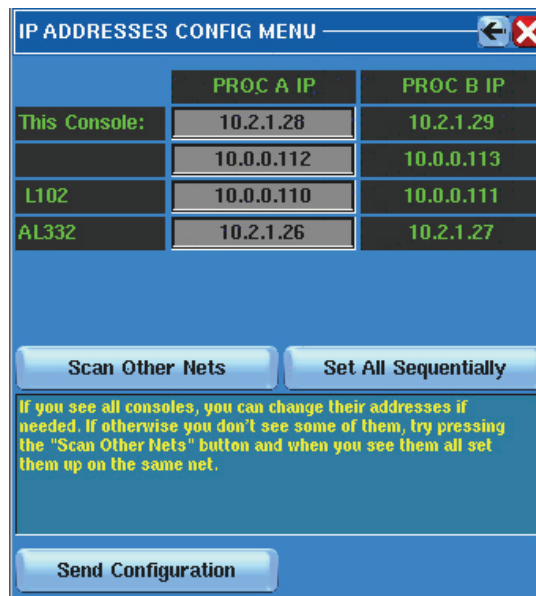 IP ADDRESSES CONFIG MENU
PROC A IP PROC B IP
This Console: 10.2.1.28 10.2.1.29
10.0.0.112 10.0.0.113
L102 10.0.0.110 10.0.0.111
AL332 10.2.1.26 10.2.1.27
Scan Other Nets Set All Sequentially
If you see all consoles, you can change their addresses if
needed. If otherwise you don't see some of them, try pressing
the "Scan Other Nets" button and when you see them all set
them up on the same net.
Send Configuration